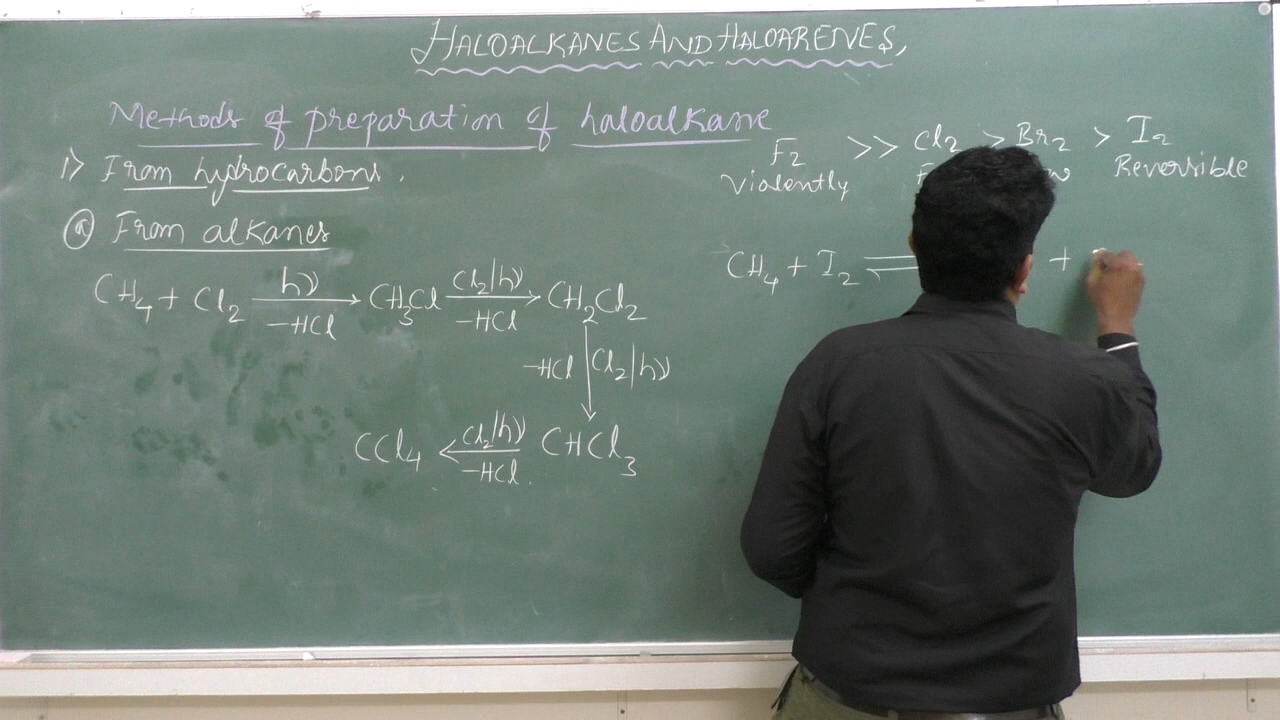 HALOALKANES AND HALOARENES,
Methods of preparation of haloalkane
1) From hydrocarbons.
(a) From alkanes
CH₄ + Cl₂ —hν/−HCl→ CH₃Cl —Cl₂/hν/−HCl→ CH₂Cl₂
−HCl ↓ Cl₂/hν
CCl₄ ←Cl₂/hν/−HCl— CHCl₃
F₂ >> Cl₂ > Br₂ > I₂
Violently Reversible
CH₄ + I₂ ⇌ +